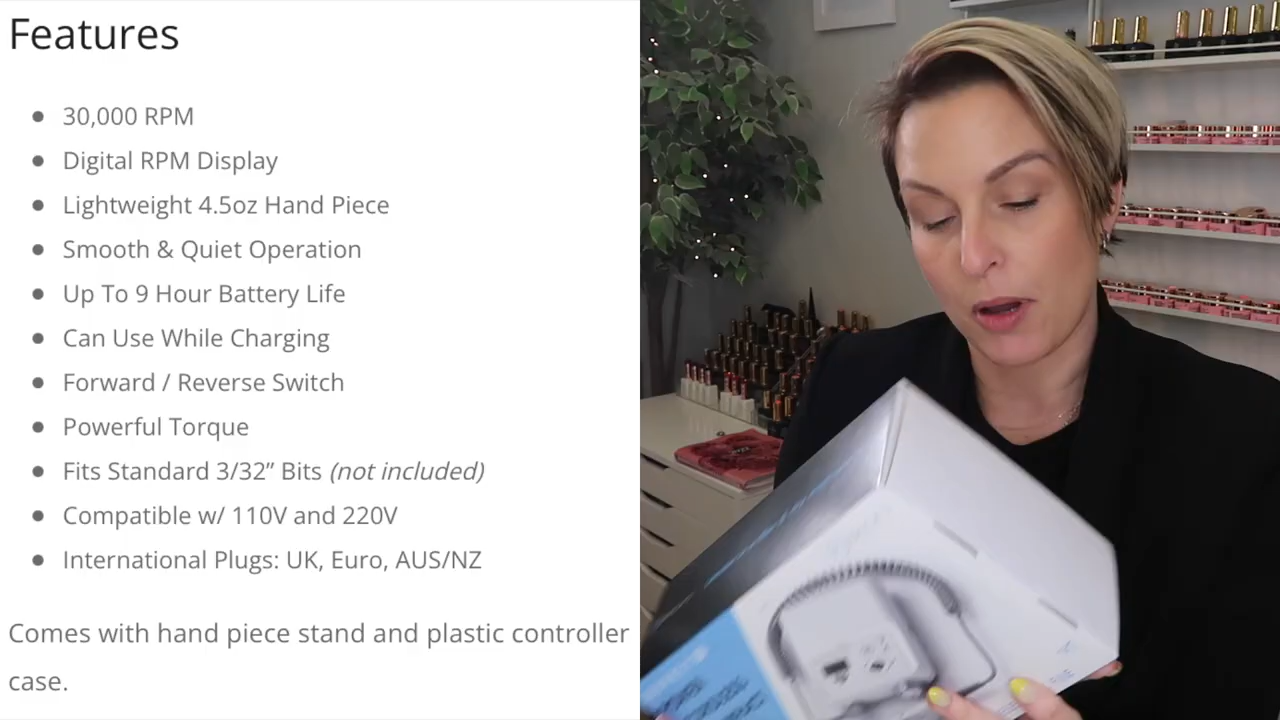 Features
30,000 RPM
Digital RPM Display
Lightweight 4.5oz Hand Piece
Smooth & Quiet Operation
Up To 9 Hour Battery Life
Can Use While Charging
Forward / Reverse Switch
Powerful Torque
Fits Standard 3/32” Bits (not included)
Compatible w/ 110V and 220V
International Plugs: UK, Euro, AUS/NZ
Comes with hand piece stand and plastic controller
case.